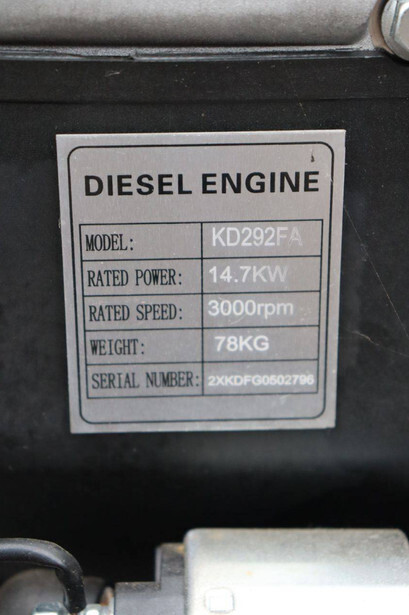 DIESEL ENGINE
MODEL: KD292FA
RATED POWER: 14.7KW
RATED SPEED: 3000rpm
WEIGHT: 78KG
SERIAL NUMBER: 2XKDFG0502796